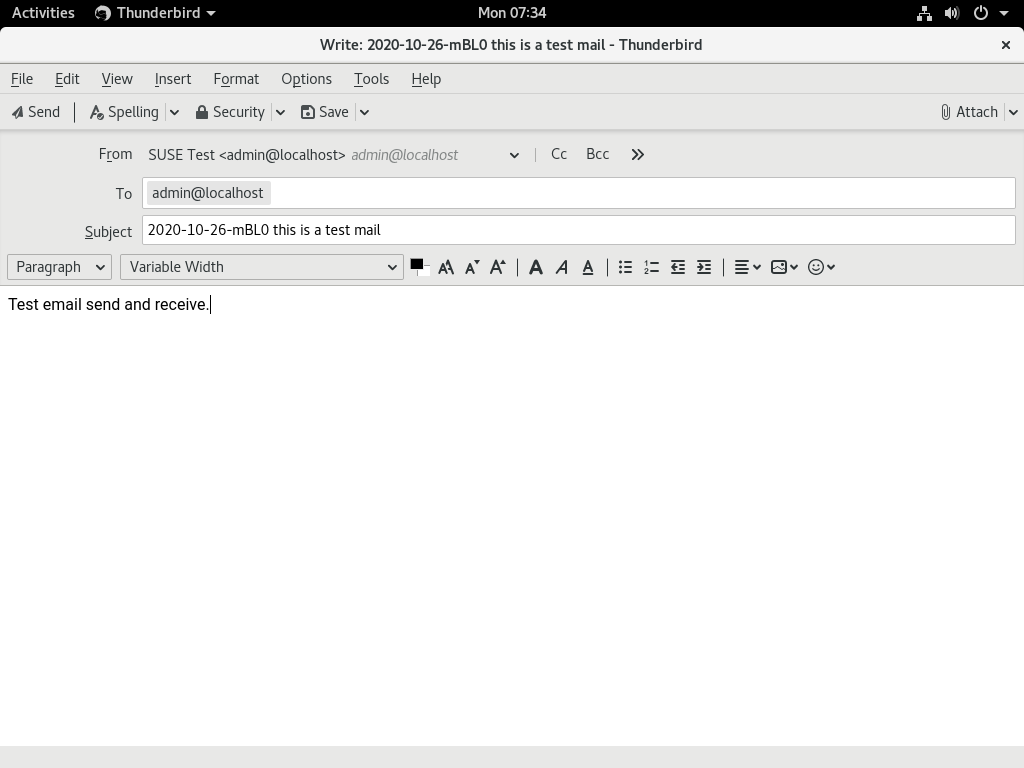 Activities Thunderbird Mon 07:34
Write: 2020-10-26-mBL0 this is a test mail - Thunderbird
File Edit View Insert Format Options Tools Help
Send Spelling Security Save Attach
From SUSE Test <admin@localhost> admin@localhost Cc Bcc
To admin@localhost
Subject 2020-10-26-mBL0 this is a test mail
Paragraph Variable Width
Test email send and receive.